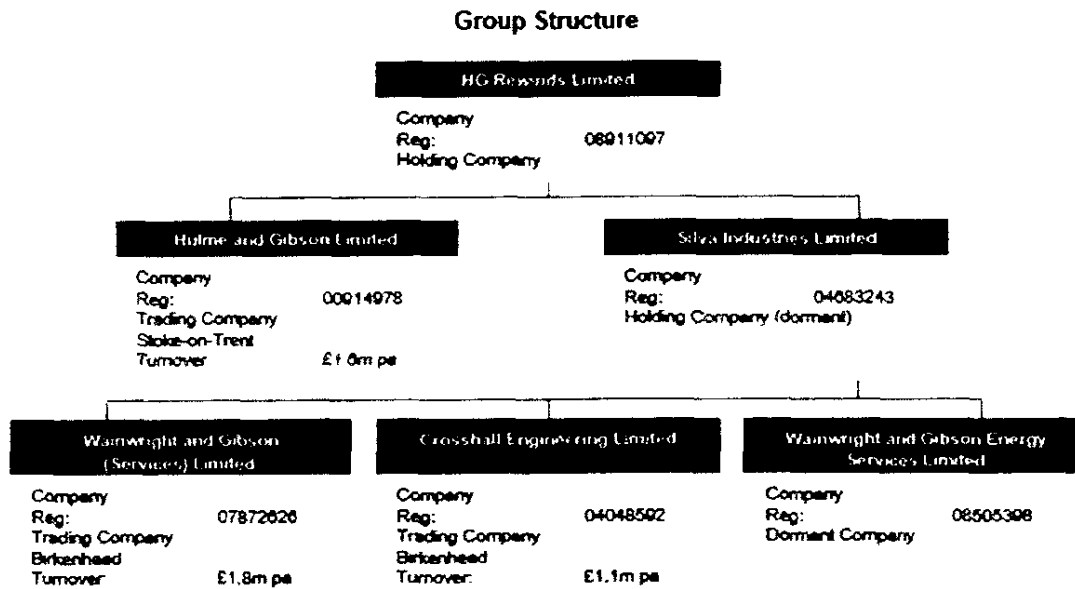 Group Structure
HG Rewinds Limited
Company
Reg: 08911097
Holding Company
Hulme and Gibson Limited
Company
Reg: 00914978
Trading Company
Stoke-on-Trent
Turnover
Silva Industries Limited
Company
Reg: 04683243
Holding Company (dormant)
Wainwright and Gibson
(Services) Limited
Company
Reg: 07872626
Trading Company
Birkenhead
Turnover: £1.8m pa
Crosshall Engineering Limited
Company
Reg: 04048592
Trading Company
Birkenhead
Turnover: £1.1m pa
Wainwright and Gibson Energy
Services Limited
Company
Reg: 08505398
Dormant Company